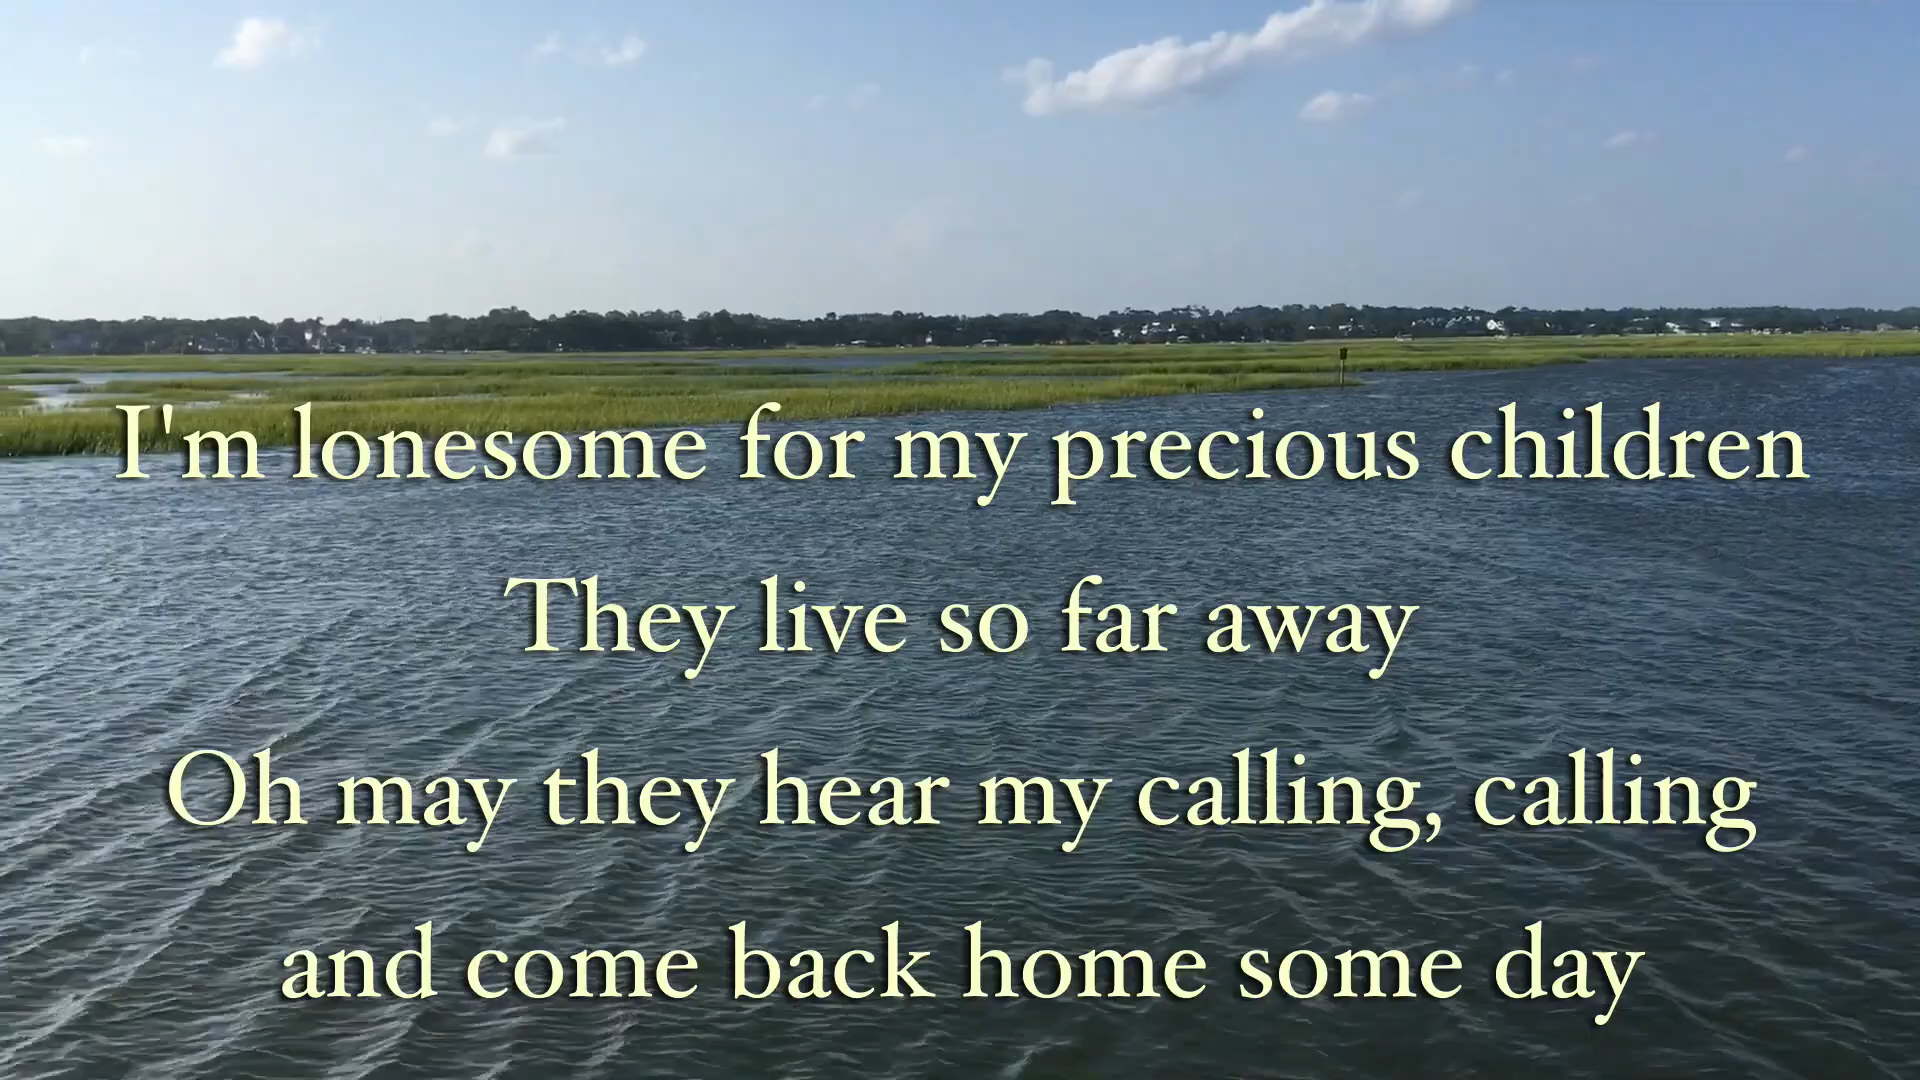 I'm lonesome for my precious children
They live so far away
Oh may they hear my calling, calling
and come back home some day